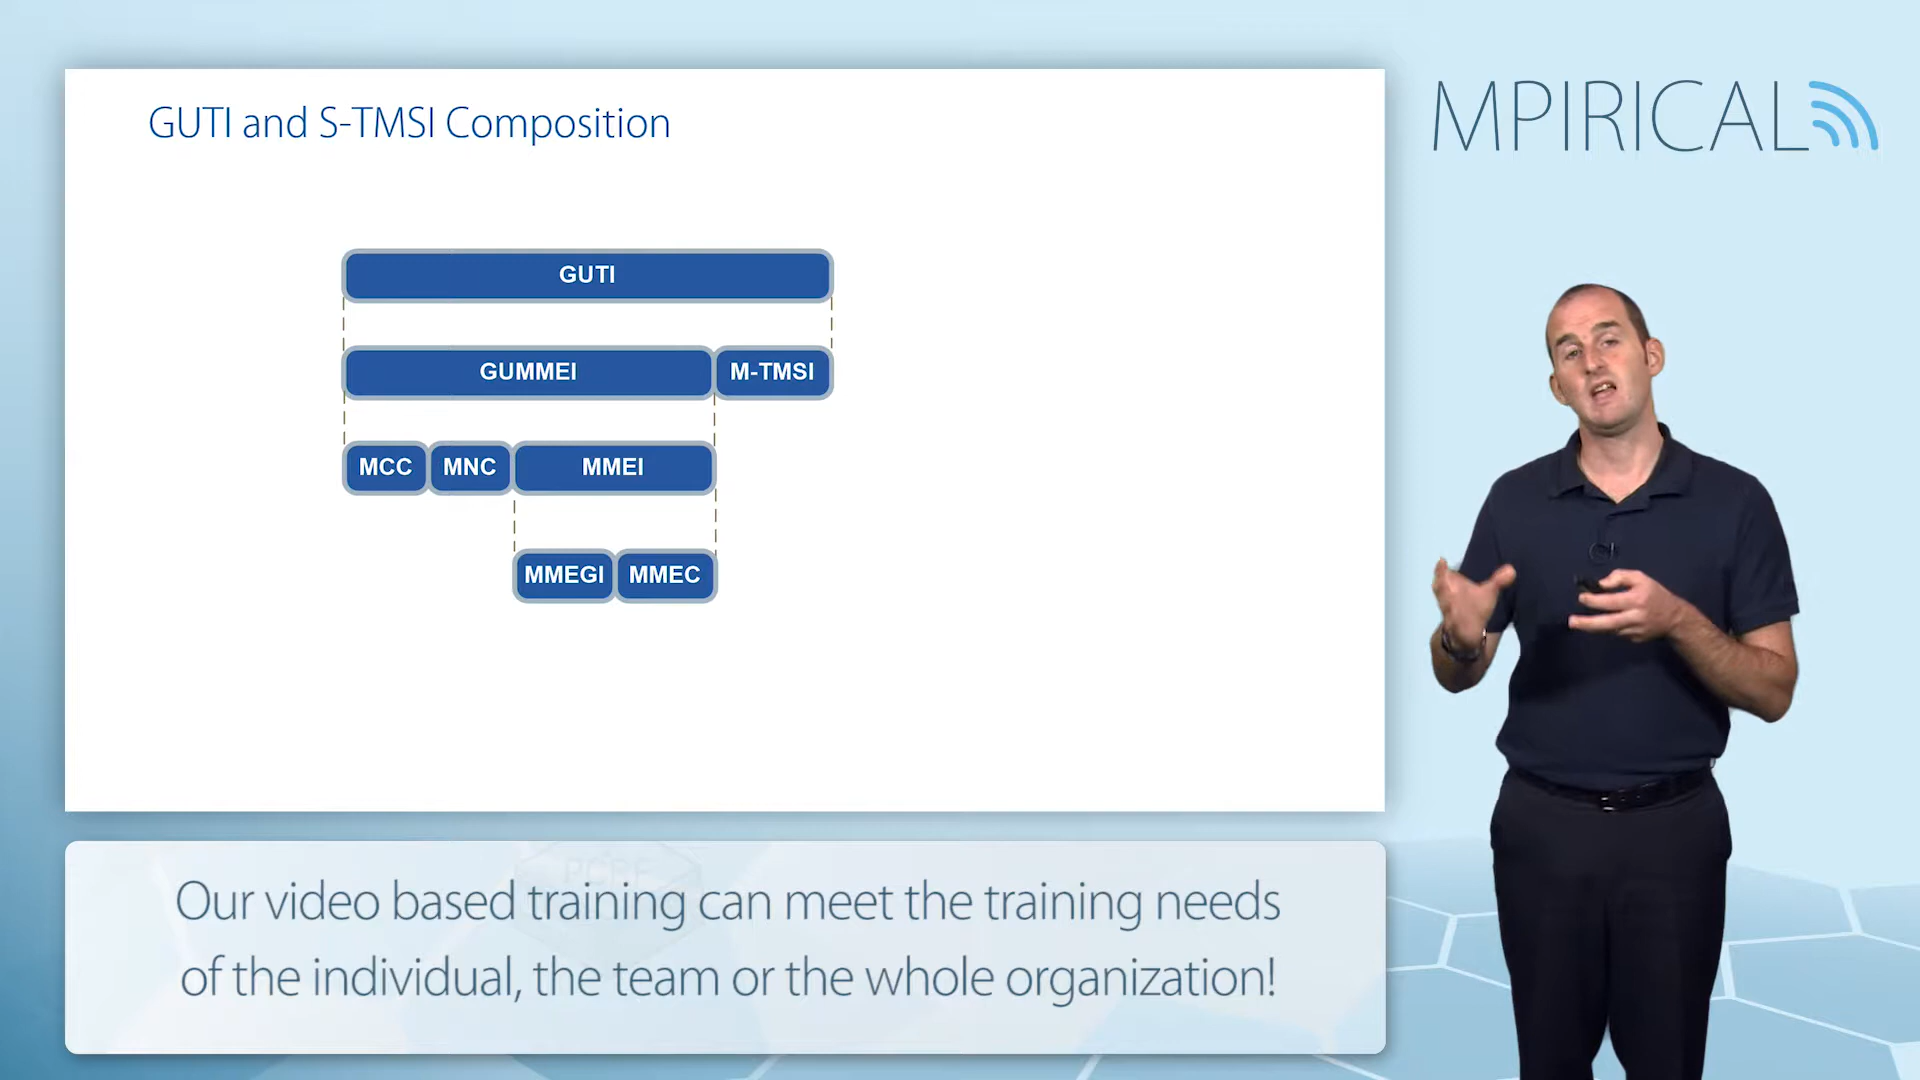 MPIRICAL
GUTI and S-TMSI Composition
GUTI
GUMMEI M-TMSI
MCC MNC MMEI
MMEGI MMEC
PCRF
Our video based training can meet the training needs
of the individual, the team or the whole organization!